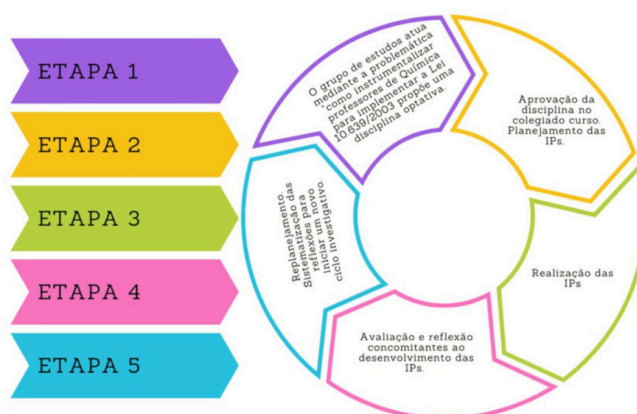 ETAPA 1
ETAPA 2
ETAPA 3
ETAPA 4
ETAPA 5
O grupo de estudos atua
mediante a problemática
"como instrumentalizar
professores de Química
para implementar a Lei
10.639/2003 propõe uma
disciplina optativa.
Aprovação da
disciplina no
colegiado curso.
Planejamento das
IPs.
Realização das
IPs
Avaliação e reflexão
concomitantes ao
desenvolvimento das
IPs.
Replanejamento.
Sistematização das
reflexões para
iniciar um novo
ciclo investigativo.